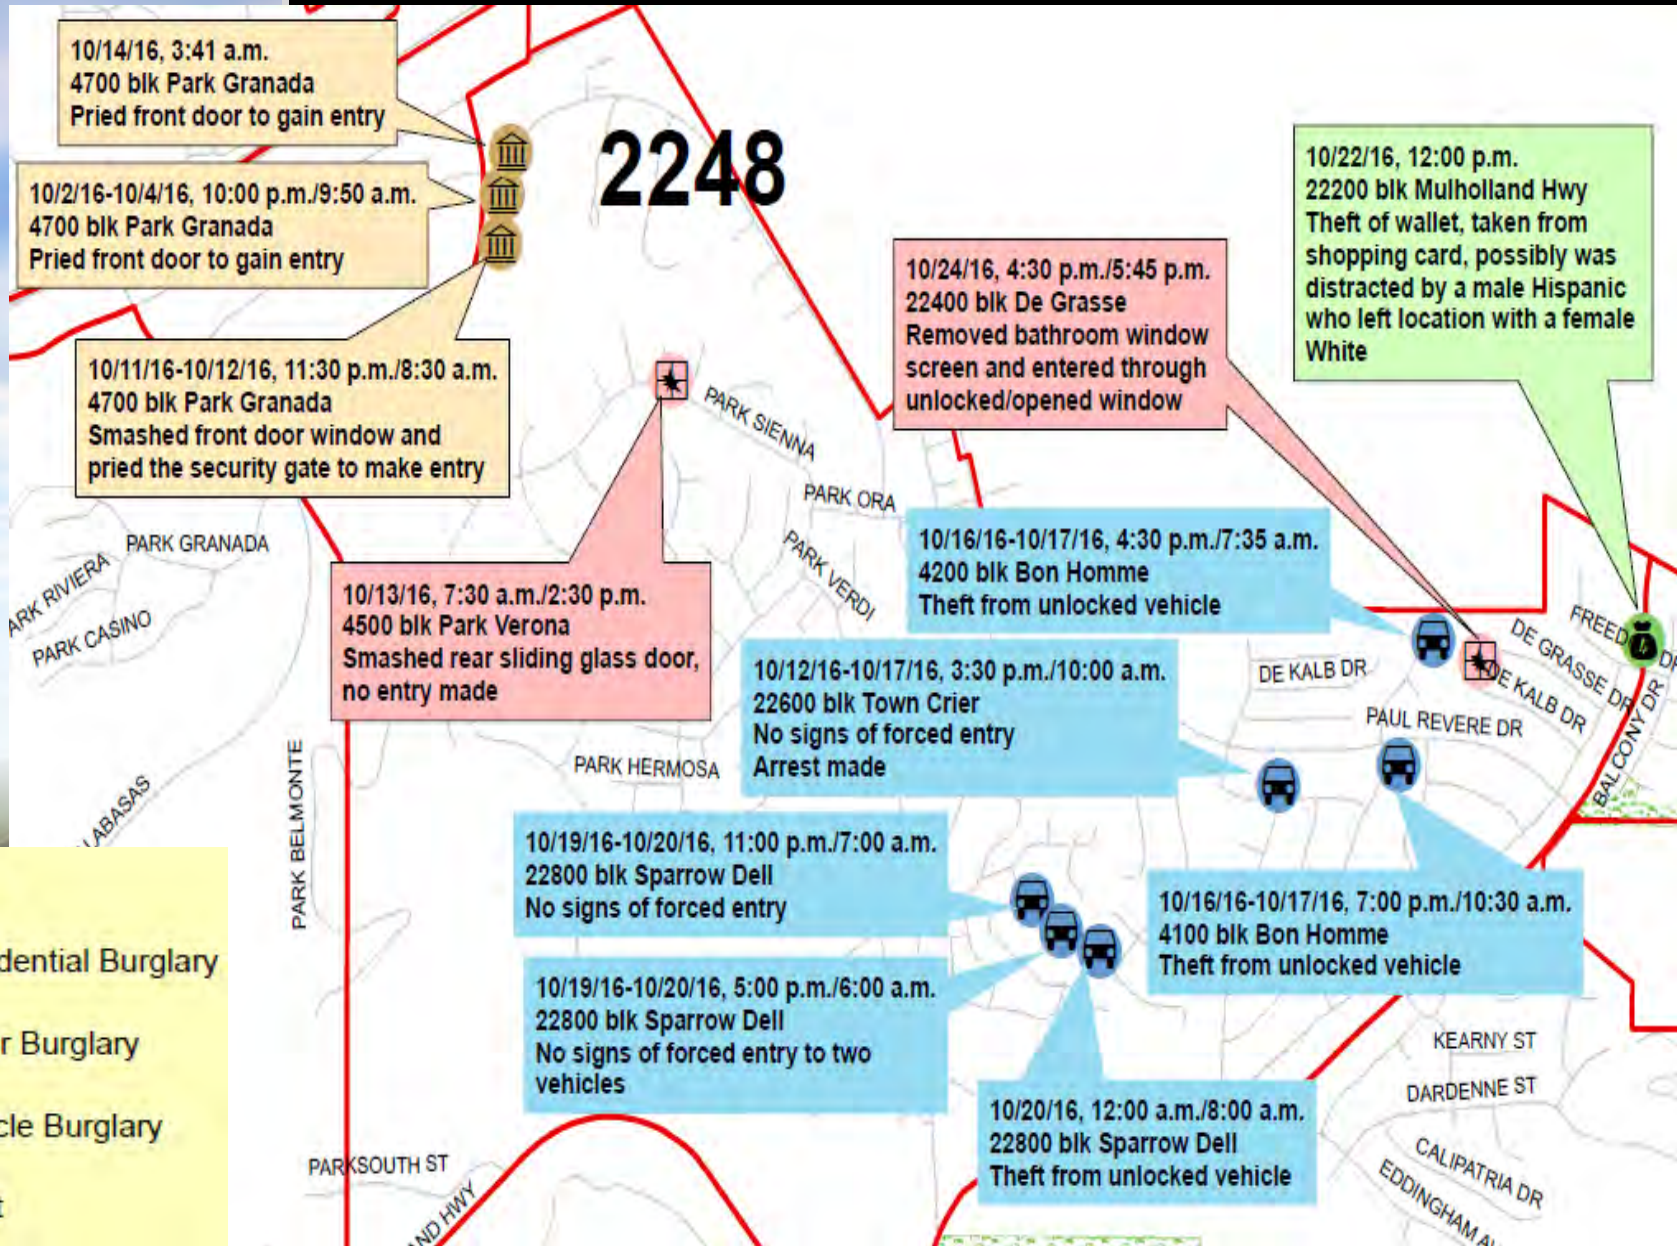 10/14/16, 3:41 a.m.
4700 blk Park Granada
Pried front door to gain entry
10/2/16-10/4/16, 10:00 p.m./9:50 a.m.
4700 blk Park Granada
Pried front door to gain entry
10/11/16-10/12/16, 11:30 p.m./8:30 a.m.
4700 blk Park Granada
Smashed front door window and
pried the security gate to make entry
2248
10/22/16, 12:00 p.m.
22200 blk Mulholland Hwy
Theft of wallet, taken from
shopping card, possibly was
distracted by a male Hispanic
who left location with a female
White
10/24/16, 4:30 p.m./5:45 p.m.
22400 blk De Grasse
Removed bathroom window
screen and entered through
unlocked/opened window
PARK SIENNA
PARK ORA
PARK VERDI
PARK GRANADA
ARK RIVIERA
PARK CASINO
10/13/16, 7:30 a.m./2:30 p.m.
4500 blk Park Verona
Smashed rear sliding glass door,
no entry made
10/16/16-10/17/16, 4:30 p.m./7:35 a.m.
4200 blk Bon Homme
Theft from unlocked vehicle
10/12/16-10/17/16, 3:30 p.m./10:00 a.m.
22600 blk Town Crier
No signs of forced entry
Arrest made
FREED
DR
DE GRASSE DR
DE KALB DR
DE KALB DR
PAUL REVERE DR
BALCONY DR
PARK HERMOSA
PARK BELMONTE
ALABASAS
10/19/16-10/20/16, 11:00 p.m./7:00 a.m.
22800 blk Sparrow Dell
No signs of forced entry
10/16/16-10/17/16, 7:00 p.m./10:30 a.m.
4100 blk Bon Homme
Theft from unlocked vehicle
10/19/16-10/20/16, 5:00 p.m./6:00 a.m.
22800 blk Sparrow Dell
No signs of forced entry to two
vehicles
10/20/16, 12:00 a.m./8:00 a.m.
22800 blk Sparrow Dell
Theft from unlocked vehicle
KEARNY ST
DARDENNE ST
CALIPATRIA DR
EDDINGHAM A
PARKSOUTH ST
AND HWY
dential Burglary
r Burglary
cle Burglary
t